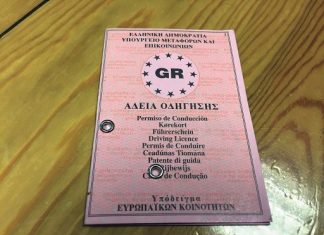 ΕΛΛΗΝΙΚΗ ΔΗΜΟΚΡΑΤΙΑ
ΥΠΟΥΡΓΕΙΟ ΜΕΤΑΦΟΡΩΝ ΚΑΙ
ΕΠΙΚΟΙΝΩΝΙΩΝ
GR
ΑΔΕΙΑ ΟΔΗΓΗΣΗΣ
Permiso de Conducción
Kørekort
Führerschein
Driving Licence
Permis de Conduire
Ceadúnas Tiomána
Patente di guida
Rijbewijs
de Condução
Υπόδειγμα
ΕΥΡΩΠΑΪΚΩΝ ΚΟΙΝΟΤΗΤΩΝ